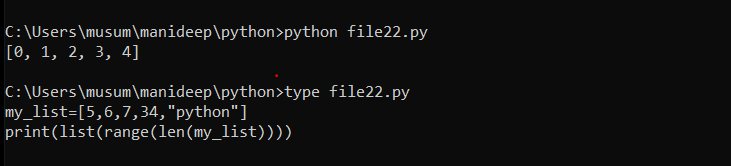 C:\Users\musum\manideep\python>python file22.py
[0, 1, 2, 3, 4]
C:\Users\musum\manideep\python>type file22.py
my_list=[5,6,7,34,"python"]
print(list(range(len(my_list))))